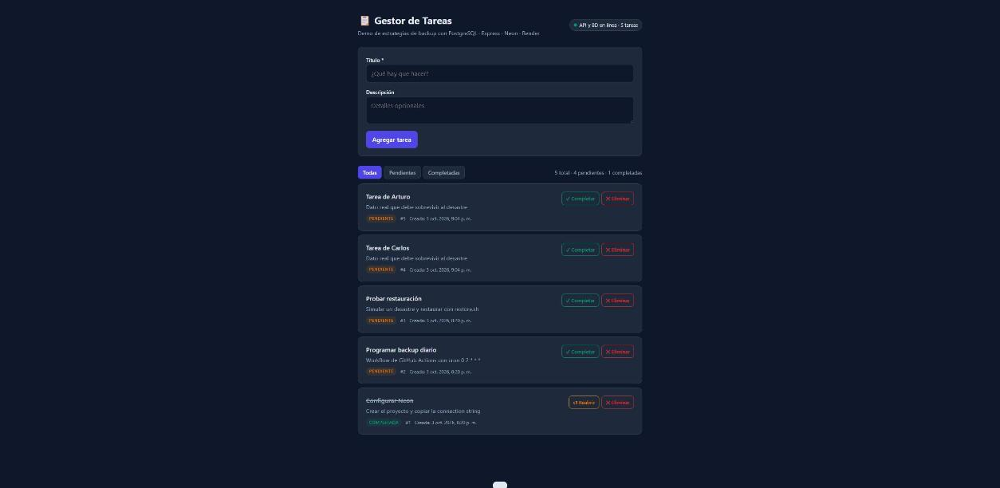 📋 Gestor de Tareas
Demo de estrategias de backup con PostgreSQL · Express · Neon · Render
API y BD en línea · 5 tareas
Título *
¿Qué hay que hacer?
Descripción
Detalles opcionales
Agregar tarea
Todas Pendientes Completadas 5 total · 4 pendientes · 1 completadas
Tarea de Arturo ✓ Completar ✕ Eliminar
Dato real que debe sobrevivir al desastre
PENDIENTE #5 Creada: 3 oct. 2026, 9:04 p. m.
Tarea de Carlos ✓ Completar ✕ Eliminar
Dato real que debe sobrevivir al desastre
PENDIENTE #4 Creada: 3 oct. 2026, 9:04 p. m.
Probar restauración ✓ Completar ✕ Eliminar
Simular un desastre y restaurar con restore.sh
PENDIENTE #3 Creada: 3 oct. 2026, 8:20 p. m.
Programar backup diario ✓ Completar ✕ Eliminar
Workflow de GitHub Actions con cron 0 2 * * *
PENDIENTE #2 Creada: 3 oct. 2026, 8:20 p. m.
Configurar Neon ↺ Reabrir ✕ Eliminar
Crear el proyecto y copiar la connection string
COMPLETADA #1 Creada: 3 oct. 2026, 8:20 p. m.